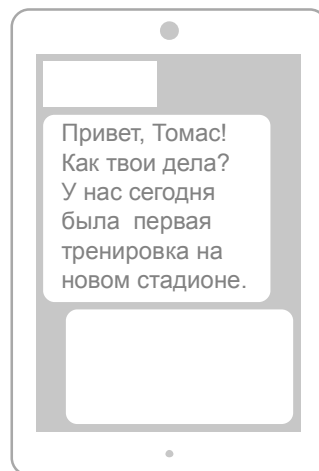 Привет, Томас!
Как твои дела?
У нас сегодня
была первая
тренировка на
новом стадионе.